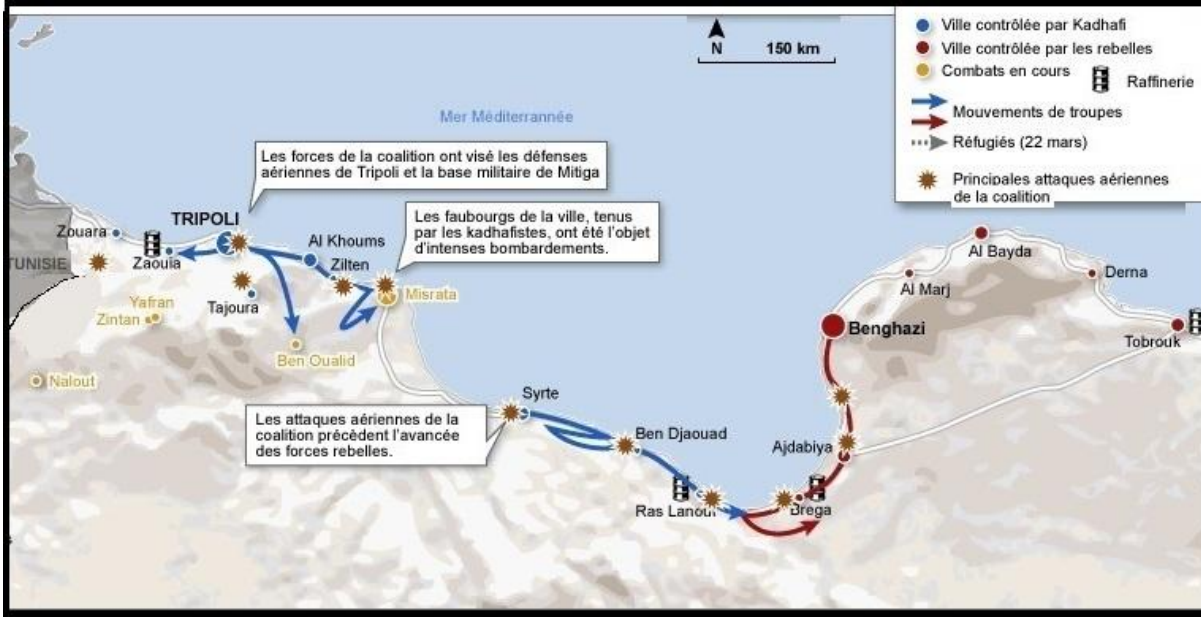 Ville contrôlée par Kadhafi
Ville contrôlée par les rebelles
Combats en cours
Raffinerie
Mouvements de troupes
Réfugiés (22 mars)
Principales attaques aériennes
de la coalition
N
150 km
Mer Méditerrannée
Les forces de la coalition ont visé les défenses
aériennes de Tripoli et la base militaire de Mitiga
Les faubourgs de la ville, tenus
par les kadhafistes, ont été l'objet
d'intenses bombardements.
TRIPOLI
Zouara
Zaouia
Al Khoums
Zilten
Misrata
TUNISIE
Tajoura
Yafran
Zintan
Ben Oualid
Nalout
Al Bayda
Derna
Al Marj
Benghazi
Tobrouk
Syrte
Les attaques aériennes de la
coalition précèdent l'avancée
des forces rebelles.
Ben Djaouad
Ajdabiya
Ras Lanouf
Brega